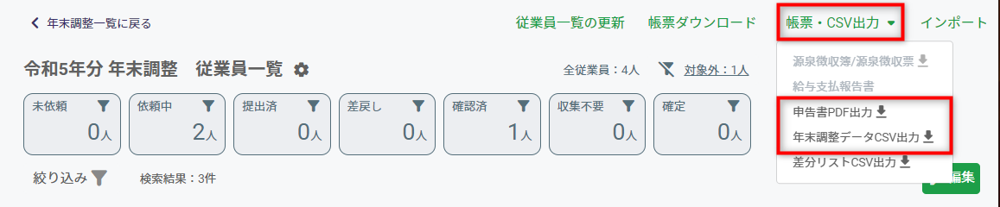 年末調整一覧に戻る
従業員一覧の更新 帳票ダウンロード 帳票・CSV出力 インポート
令和5年分 年末調整 従業員一覧
全従業員：4人 対象外：1人
源泉徴収簿/源泉徴収票
給与支払報告書
申告書PDF出力
年末調整データCSV出力
差分リストCSV出力
未依頼 依頼中 提出済 差戻し 確認済 収集不要 確定
0人 2人 0人 0人 1人 0人 0人
絞り込み 検索結果：3件
編集